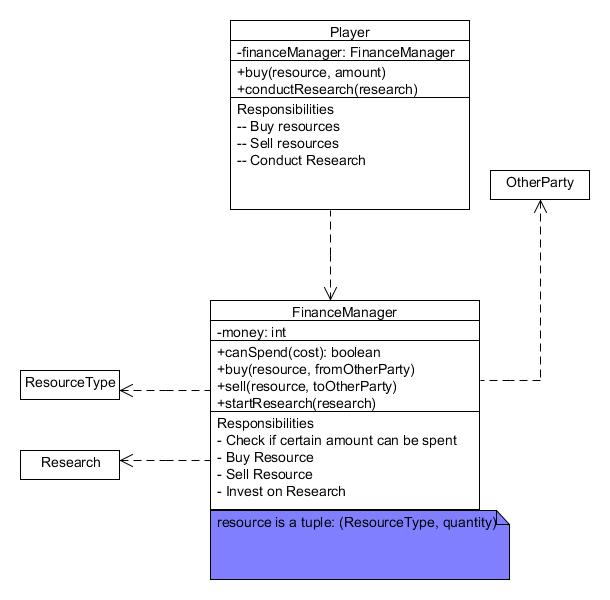 Player
-financeManager: FinanceManager
+buy(resource, amount)
+conductResearch(research)
Responsibilities
-- Buy resources
-- Sell resources
-- Conduct Research
OtherParty
FinanceManager
-money: int
+canSpend(cost): boolean
+buy(resource, fromOtherParty)
+sell(resource, toOtherParty)
+startResearch(research)
Responsibilities
- Check if certain amount can be spent
- Buy Resource
- Sell Resource
- Invest on Research
ResourceType
Research
resource is a tuple: (ResourceType, quantity)